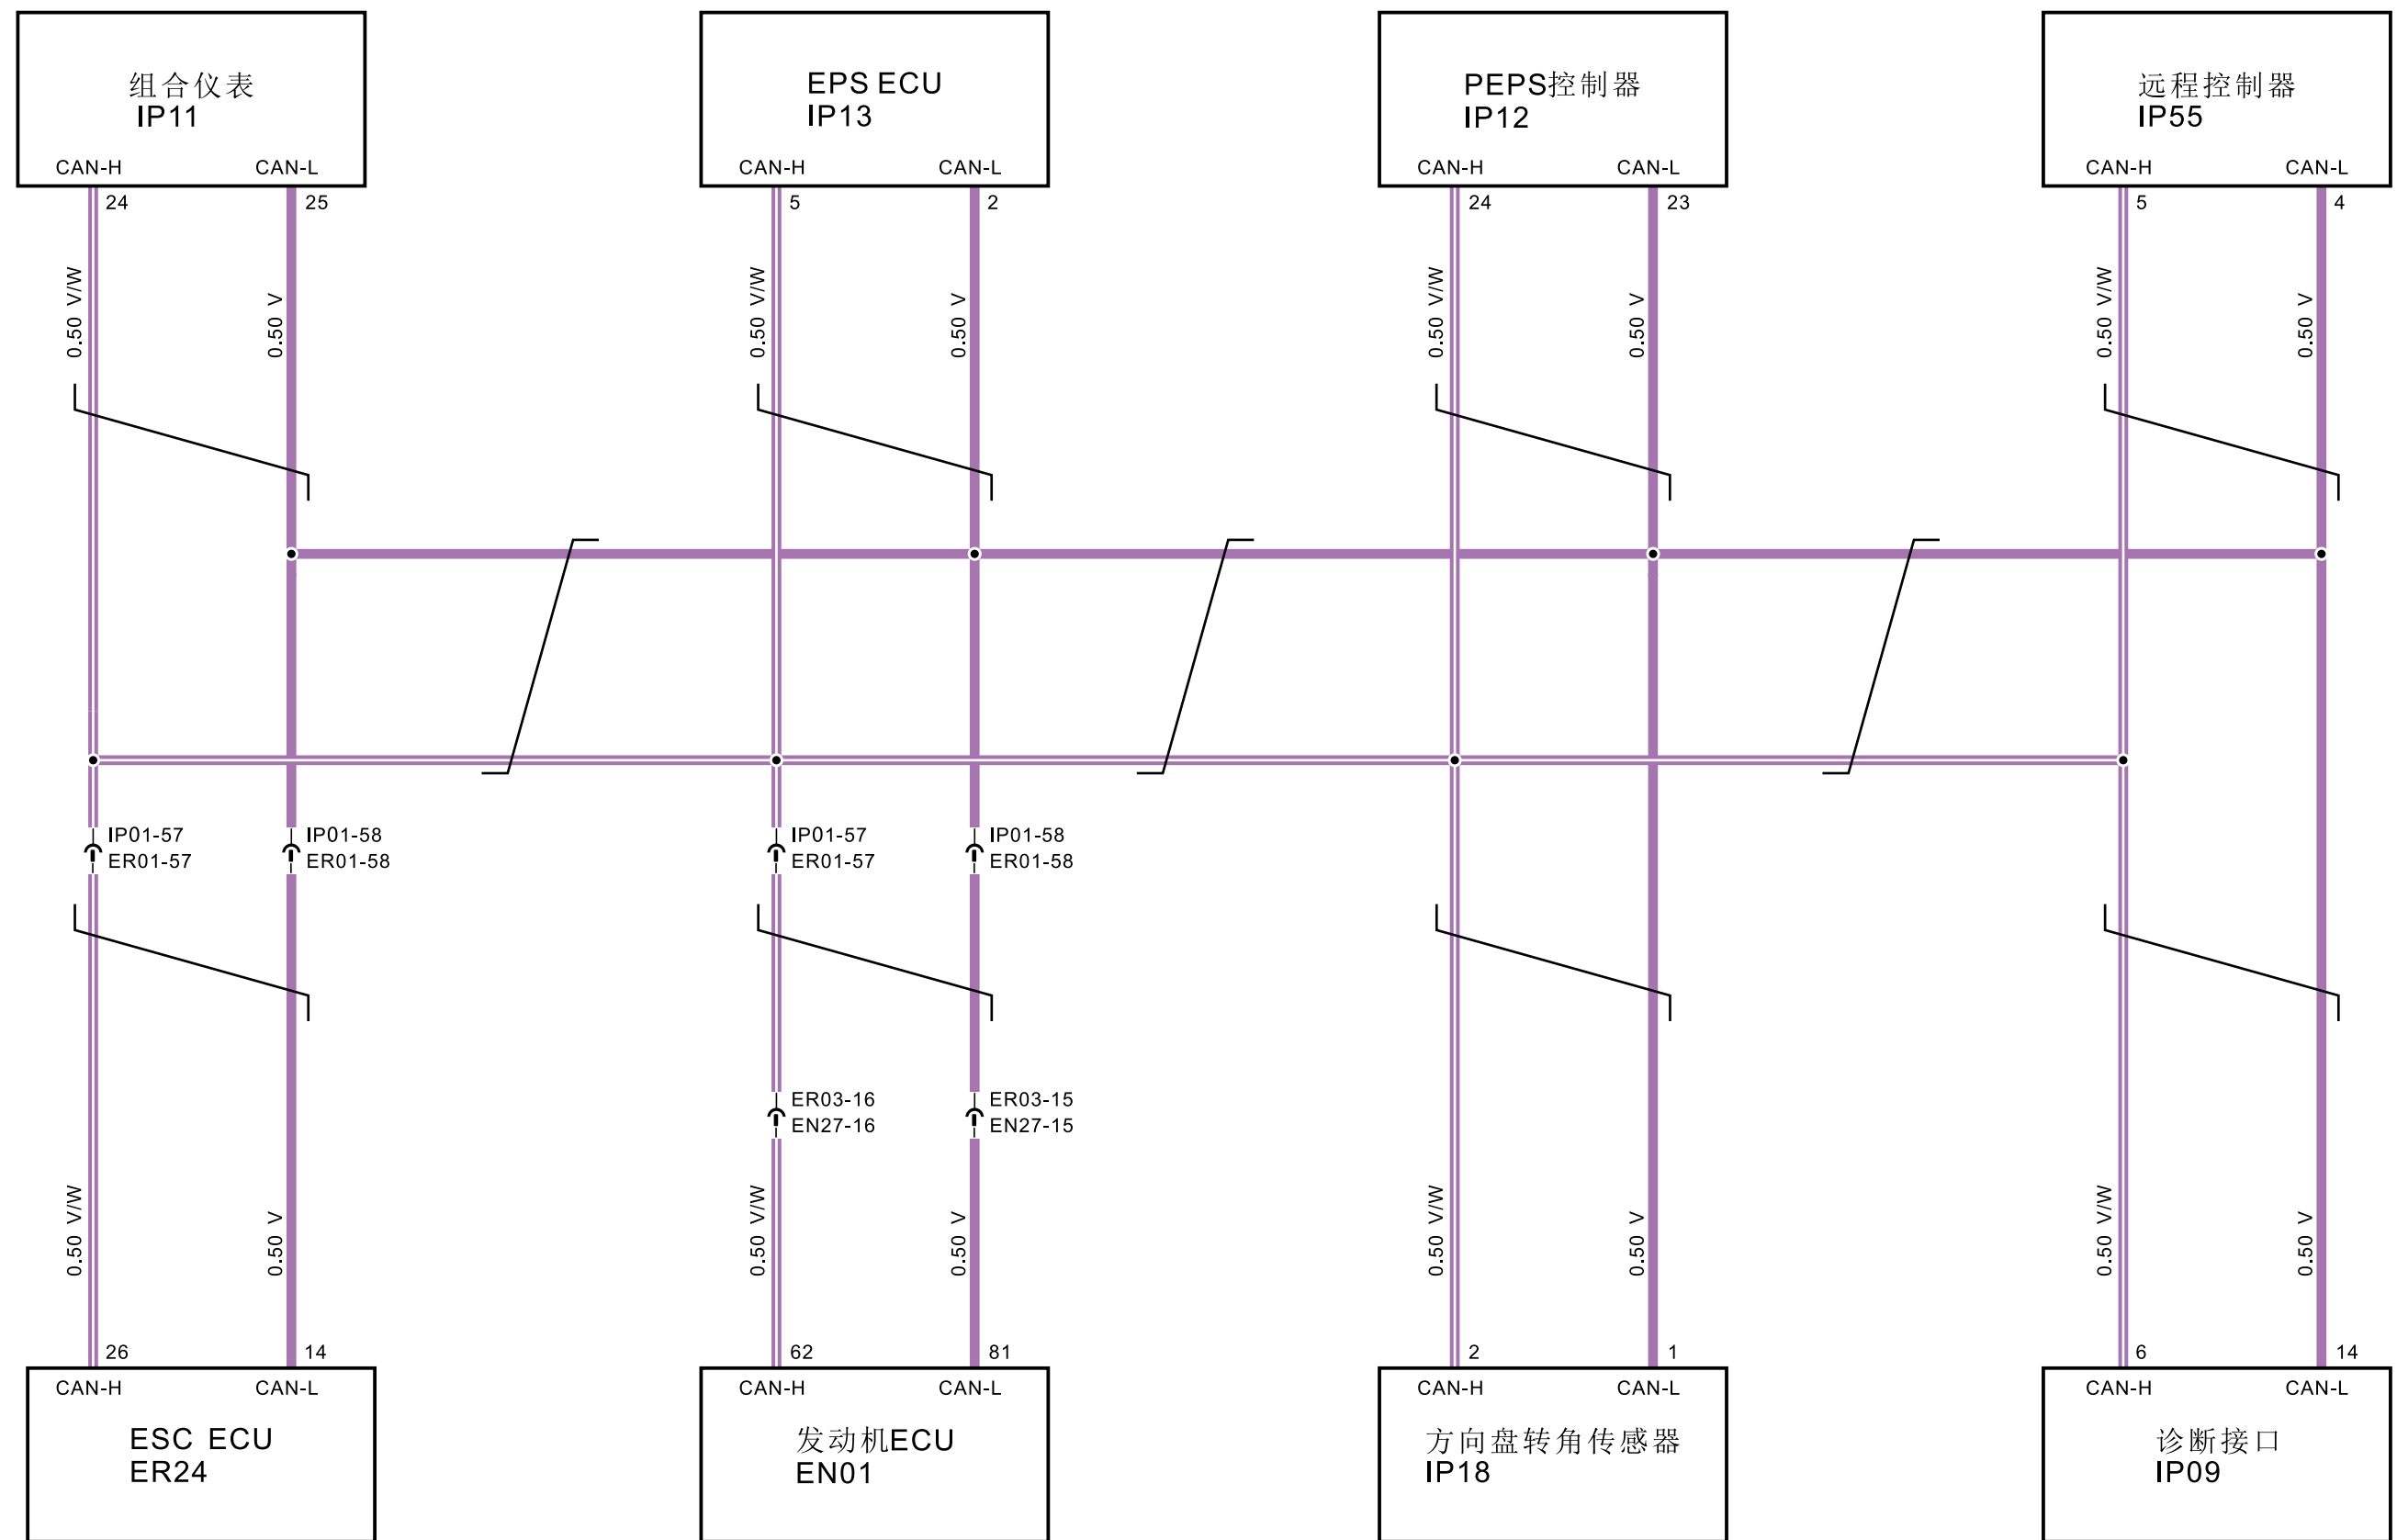 组合仪表
IP11
CAN-H CAN-L
24 25
EPS ECU
IP13
CAN-H CAN-L
5 2
PEPS控制器
IP12
CAN-H CAN-L
24 23
远程控制器
IP55
CAN-H CAN-L
5 4
0.50 V/W
0.50 V
0.50 V/W
0.50 V
0.50 V/W
0.50 V
0.50 V/W
0.50 V
IP01-57
ER01-57
IP01-58
ER01-58
IP01-57
ER01-57
IP01-58
ER01-58
ER03-16
EN27-16
ER03-15
EN27-15
0.50 V/W
0.50 V
0.50 V/W
0.50 V
0.50 V/W
0.50 V
0.50 V/W
0.50 V
26 14
CAN-H CAN-L
ESC ECU
ER24
62 81
CAN-H CAN-L
发动机ECU
EN01
2 1
CAN-H CAN-L
方向盘转角传感器
IP18
6 14
CAN-H CAN-L
诊断接口
IP09